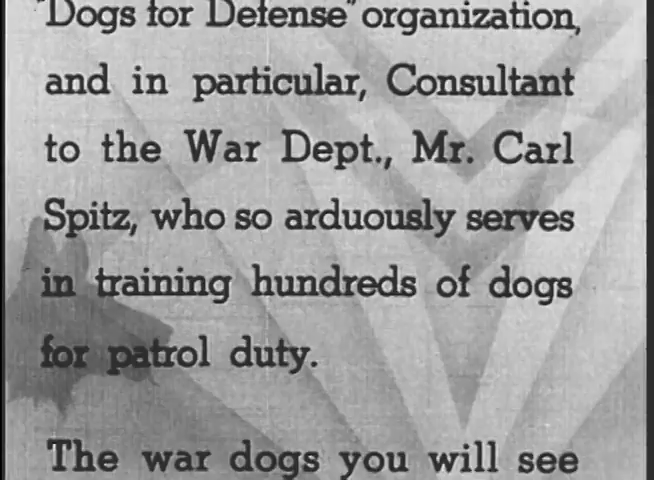 "Dogs for Defense" organization,
and in particular, Consultant
to the War Dept., Mr. Carl
Spitz, who so arduously serves
in training hundreds of dogs
for patrol duty.
The war dogs you will see